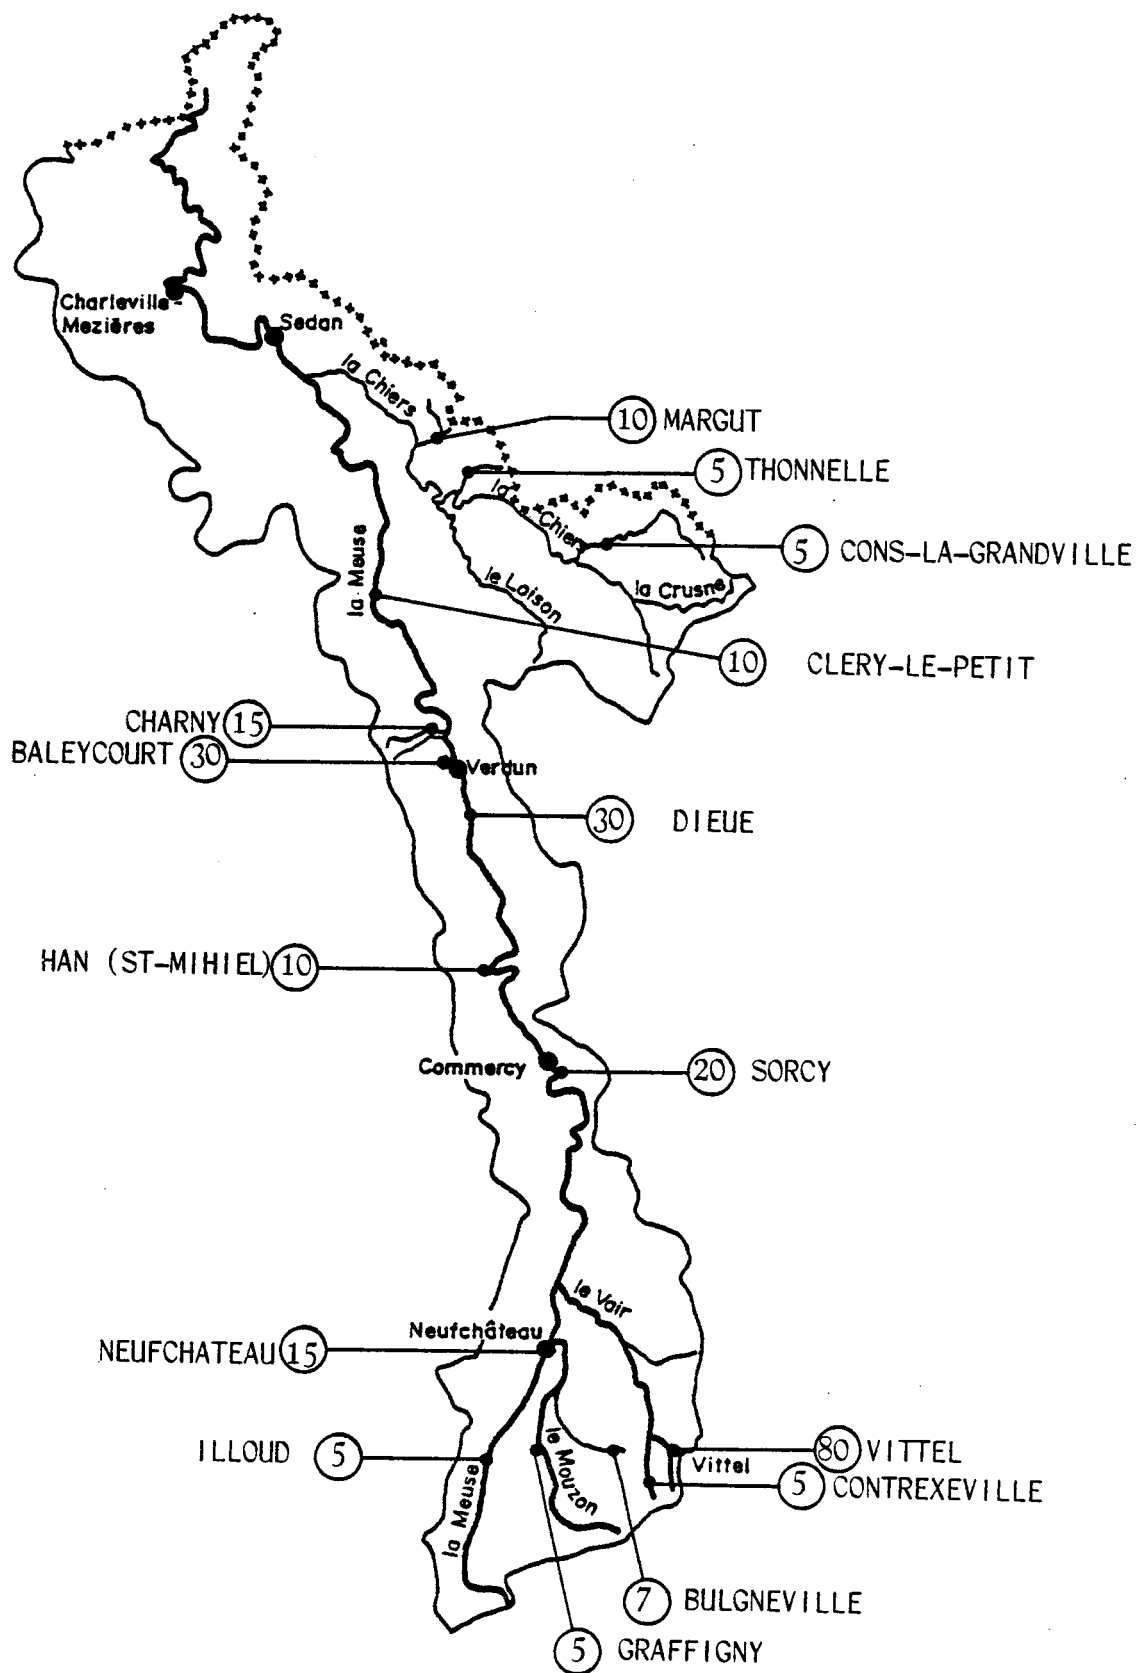 Charleville-
Mezières
Sedan
la Chiers
10 MARGUT
5 THONNELLE
la Chiers
5 CONS-LA-GRANDVILLE
la Crusne
le Loison
la Meuse
10 CLERY-LE-PETIT
CHARNY 15
BALEYCOURT 30
Verdun
30 DIEUE
HAN (ST-MIHIEL) 10
Commercy
20 SORCY
le Vair
Neufchâteau
NEUFCHATEAU 15
ILLOUD 5
le Mouzon
la Meuse
80 VITTEL
Vittel
5 CONTREXEVILLE
7 BULGNEVILLE
5 GRAFFIGNY